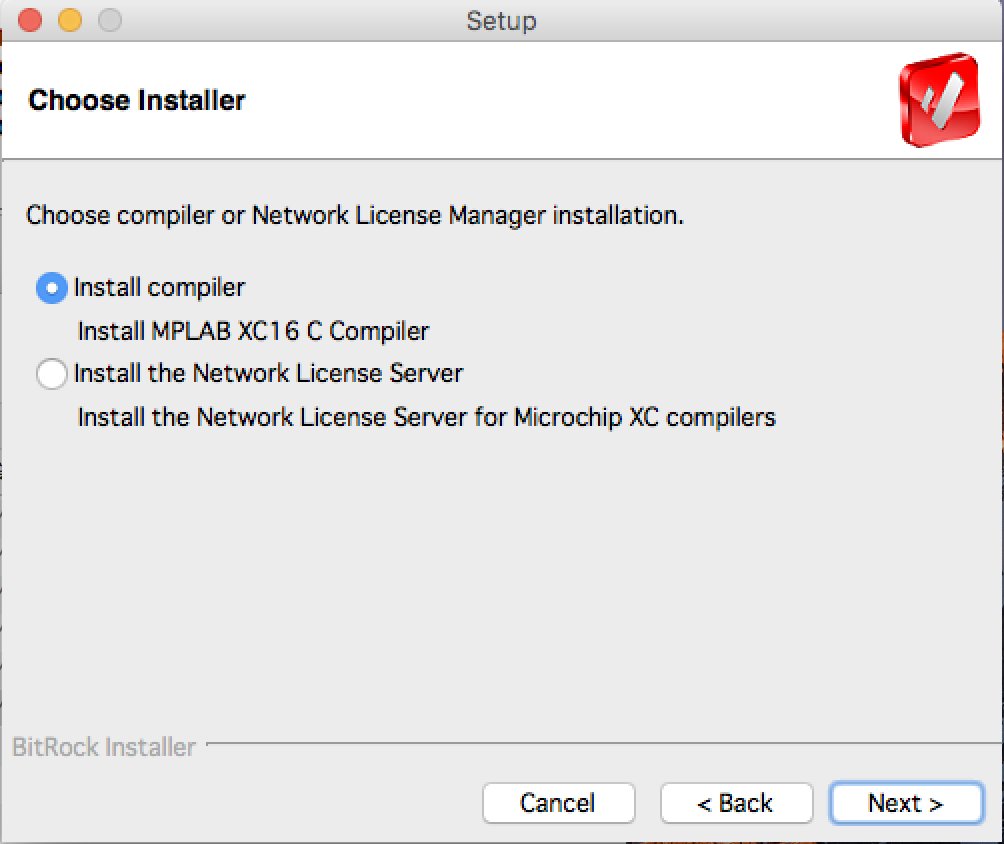 Setup
Choose Installer
Choose compiler or Network License Manager installation.
Install compiler
Install MPLAB XC16 C Compiler
Install the Network License Server
Install the Network License Server for Microchip XC compilers
BitRock Installer
Cancel
< Back
Next >